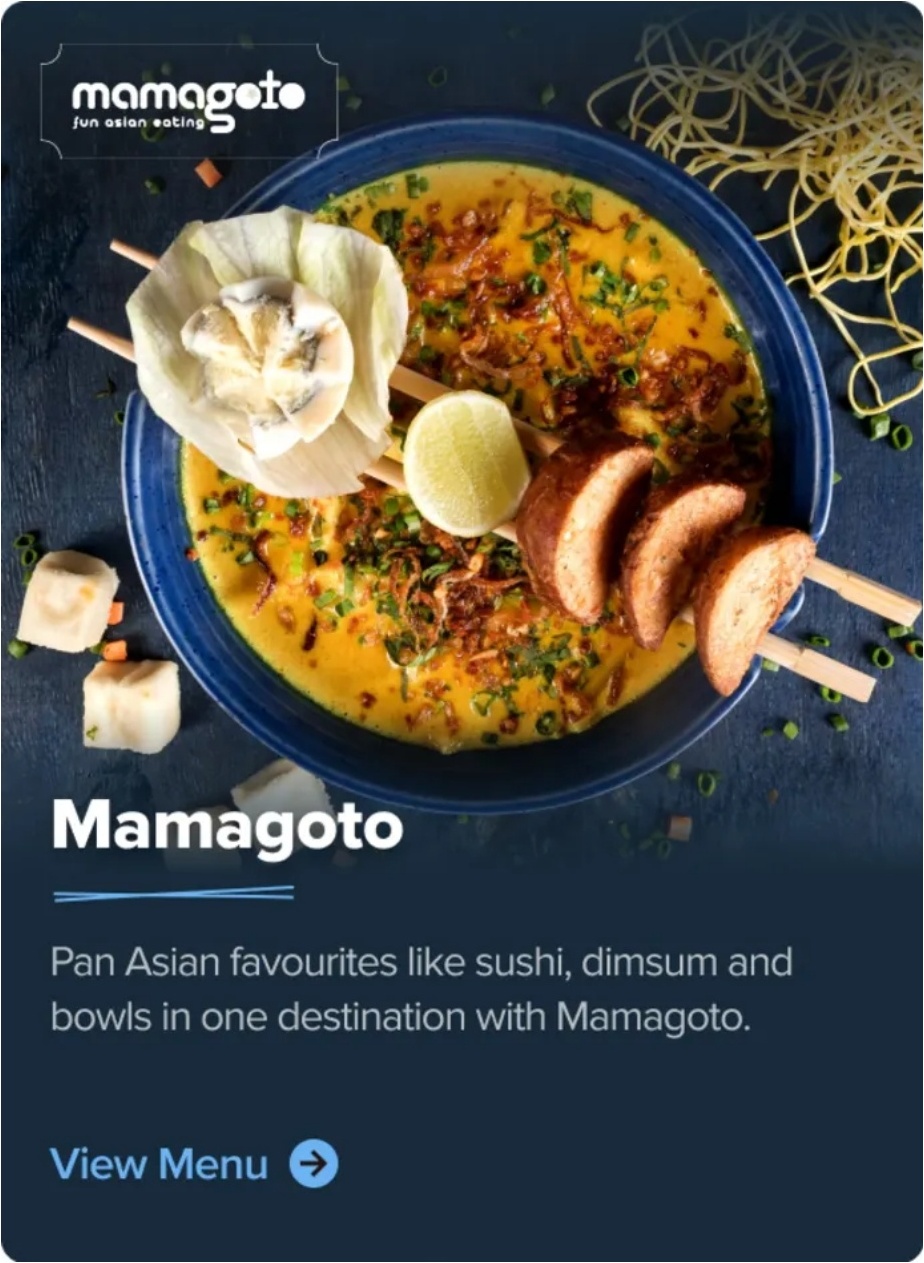 mamagoto
fun asian eating
Mamagoto
Pan Asian favourites like sushi, dimsum and
bowls in one destination with Mamagoto.
View Menu